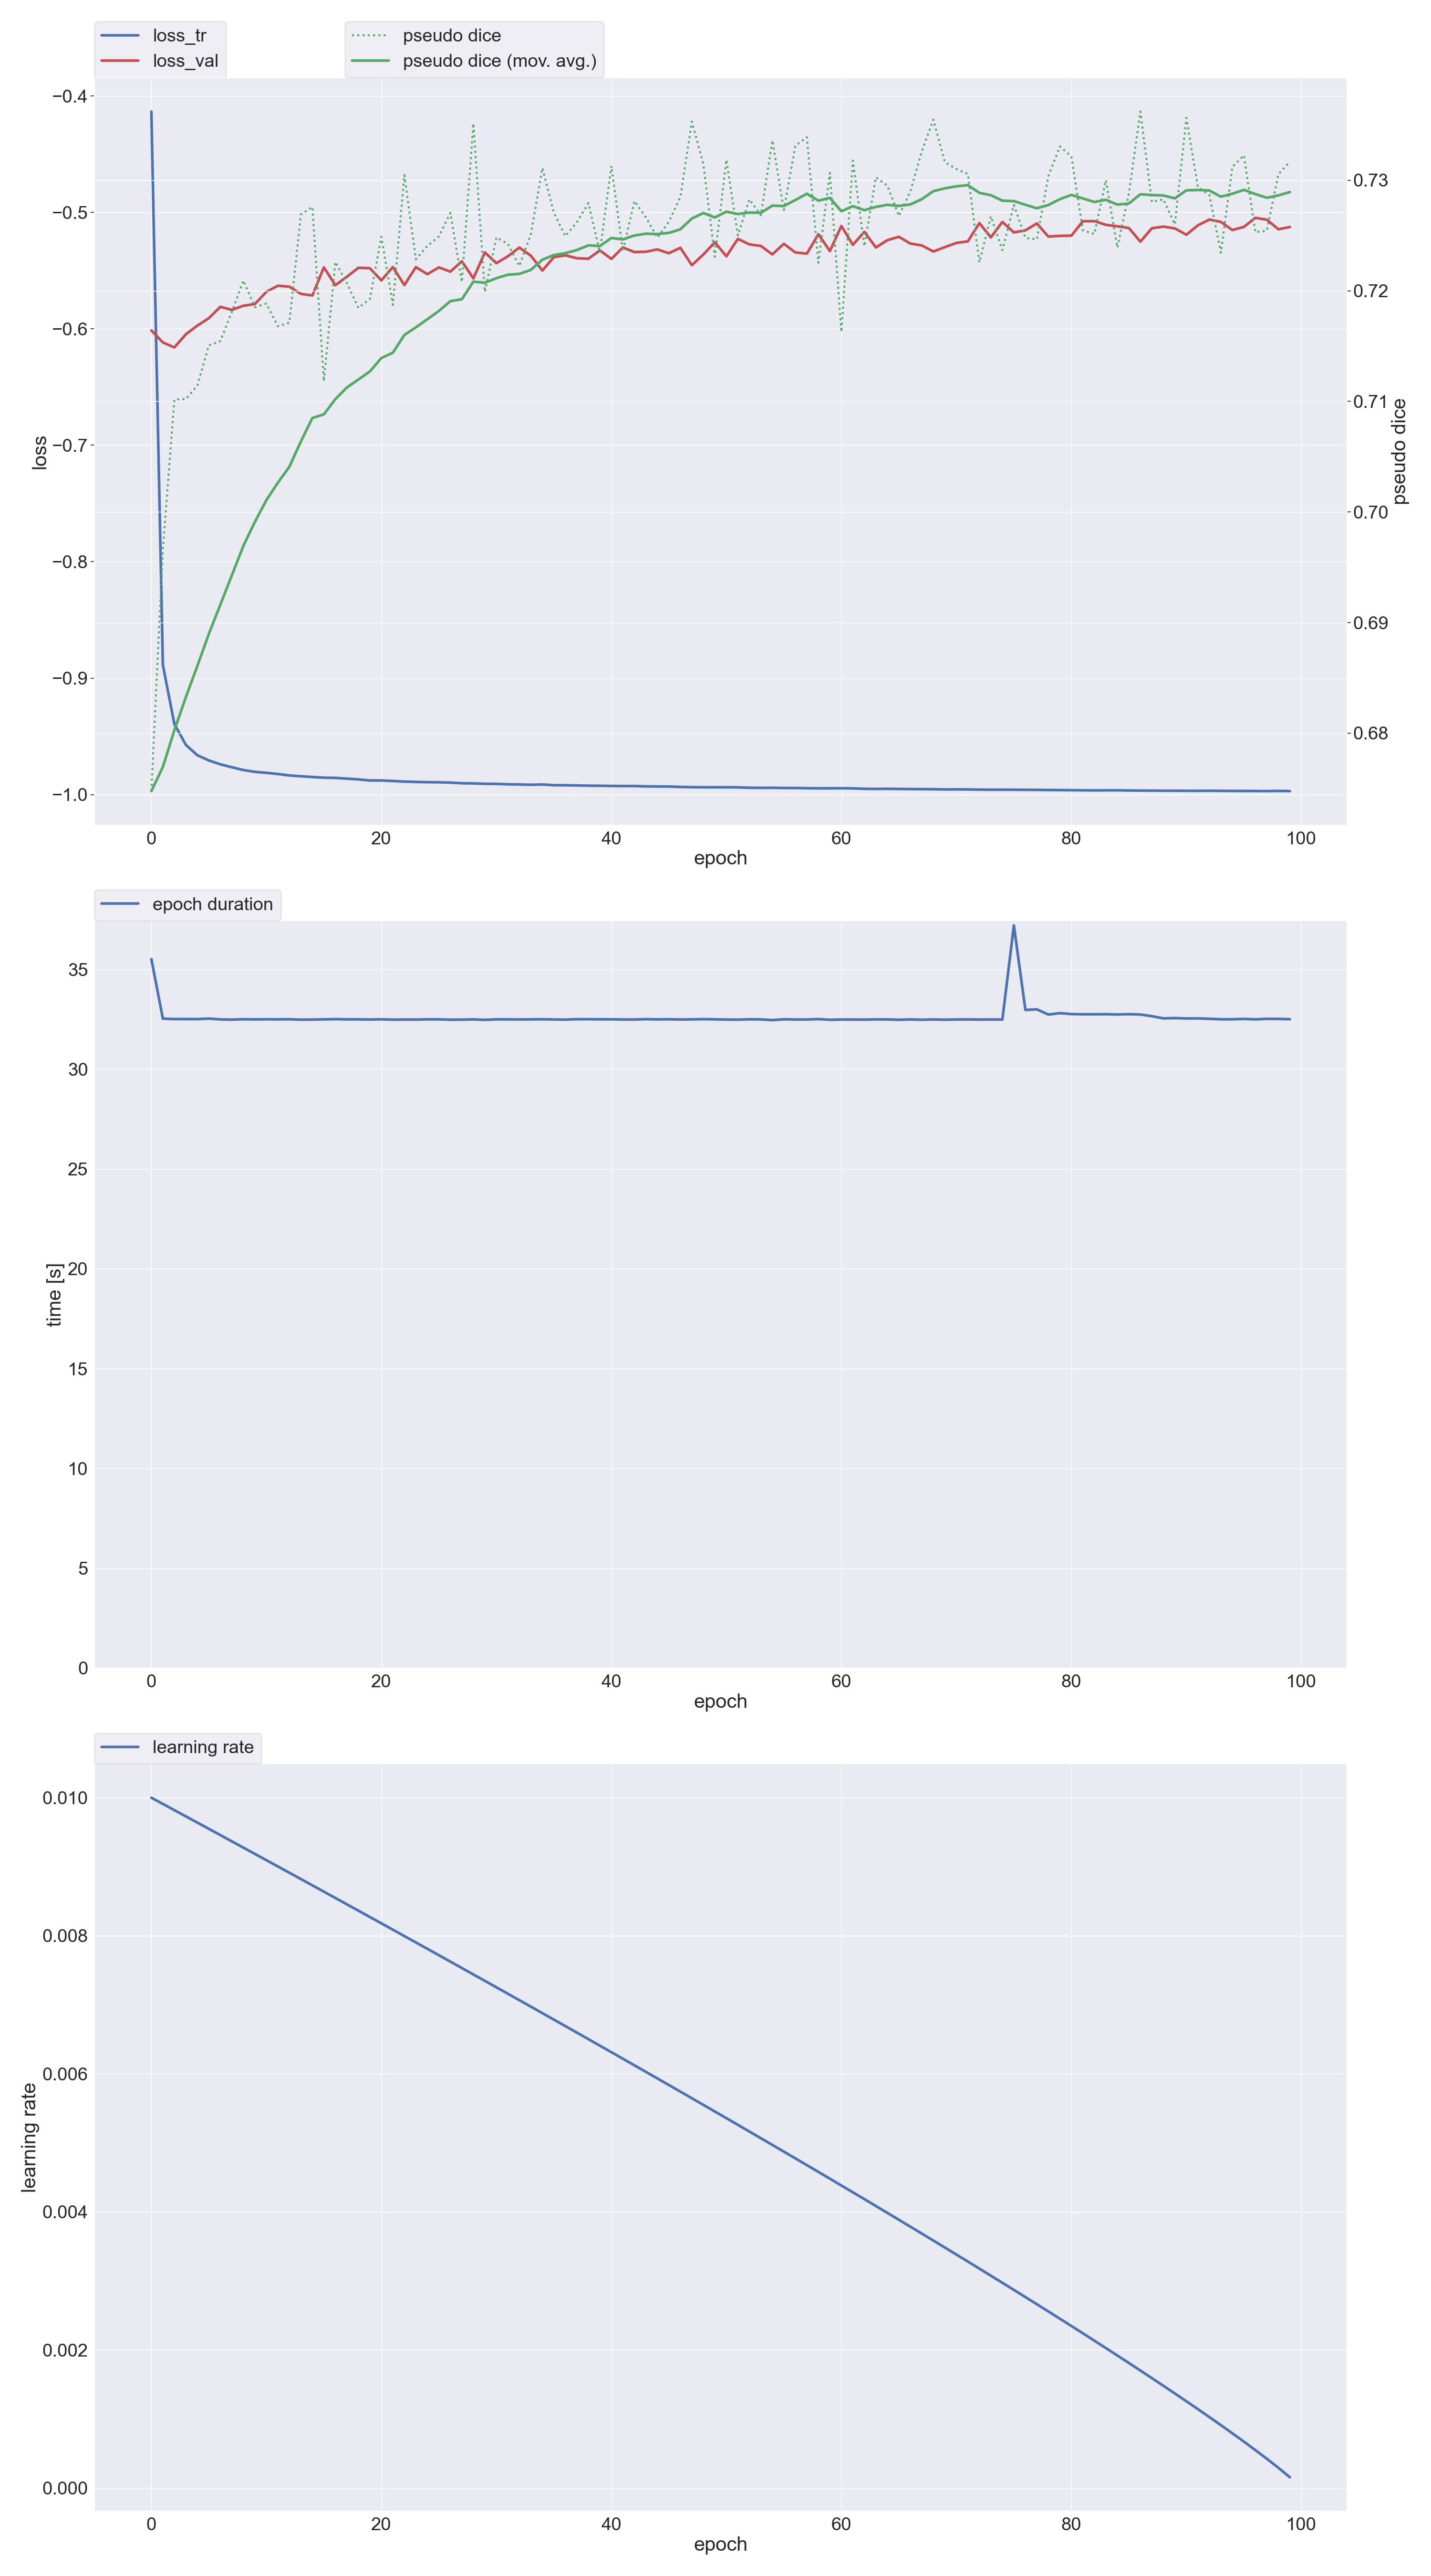 loss_tr
loss_val
pseudo dice
pseudo dice (mov. avg.)
−0.4
−0.5
−0.6
−0.7
−0.8
−0.9
−1.0
loss
0.73
0.72
0.71
0.70
0.69
0.68
pseudo dice
0 20 40 60 80 100
epoch
epoch duration
35
30
25
20
15
10
5
0
time [s]
0 20 40 60 80 100
epoch
learning rate
0.010
0.008
0.006
0.004
0.002
0.000
learning rate
0 20 40 60 80 100
epoch